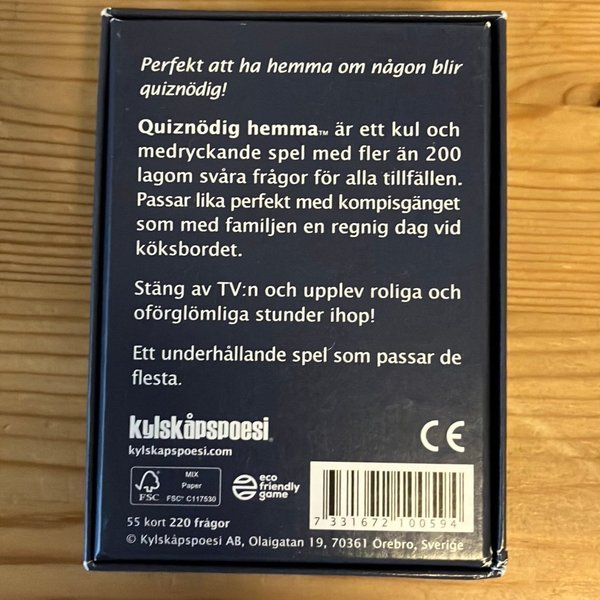 Perfekt att ha hemma om någon blir
quiznödig!
Quiznödig hemma™ är ett kul och
medryckande spel med fler än 200
lagom svåra frågor för alla tillfällen.
Passar lika perfekt med kompisgänget
som med familjen en regnig dag vid
köksbordet.
Stäng av TV:n och upplev roliga och
oförglömliga stunder ihop!
Ett underhållande spel som passar de
flesta.
kylskåpspoesi®
kylskapspoesi.com
CE
FSC
MIX
Paper
FSC® C117530
eco
friendly
game
7 331672 100594
55 kort 220 frågor
© Kylskåpspoesi AB, Olaigatan 19, 70361 Örebro, Sverige